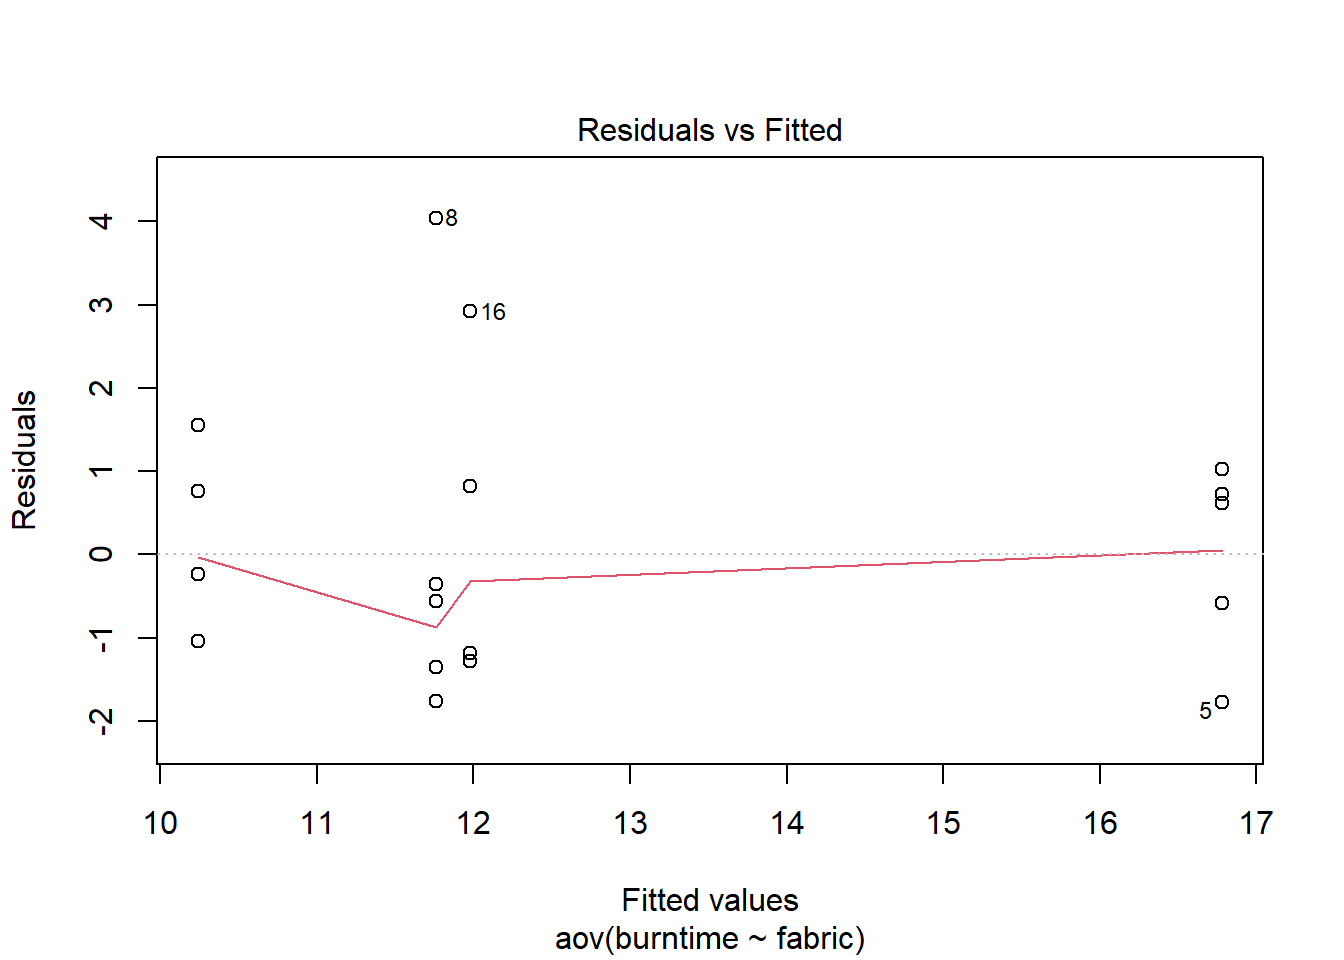 Residuals vs Fitted
Residuals
4
3
2
1
0
-1
-2
8
16
5
10 11 12 13 14 15 16 17
Fitted values
aov(burntime ~ fabric)